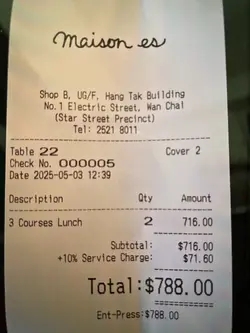 Maison es
Shop B, UG/F, Hang Tak Building
No.1 Electric Street, Wan Chai
(Star Street Precinct)
Tel: 2521 8011
Table 22 Cover 2
Check No. 000005
Date 2025-05-03 12:39
Description Qty Amount
3 Courses Lunch 2 716.00
Subtotal: $716.00
+10% Service Charge: $71.60
Total:$788.00
Ent-Press:$788.00